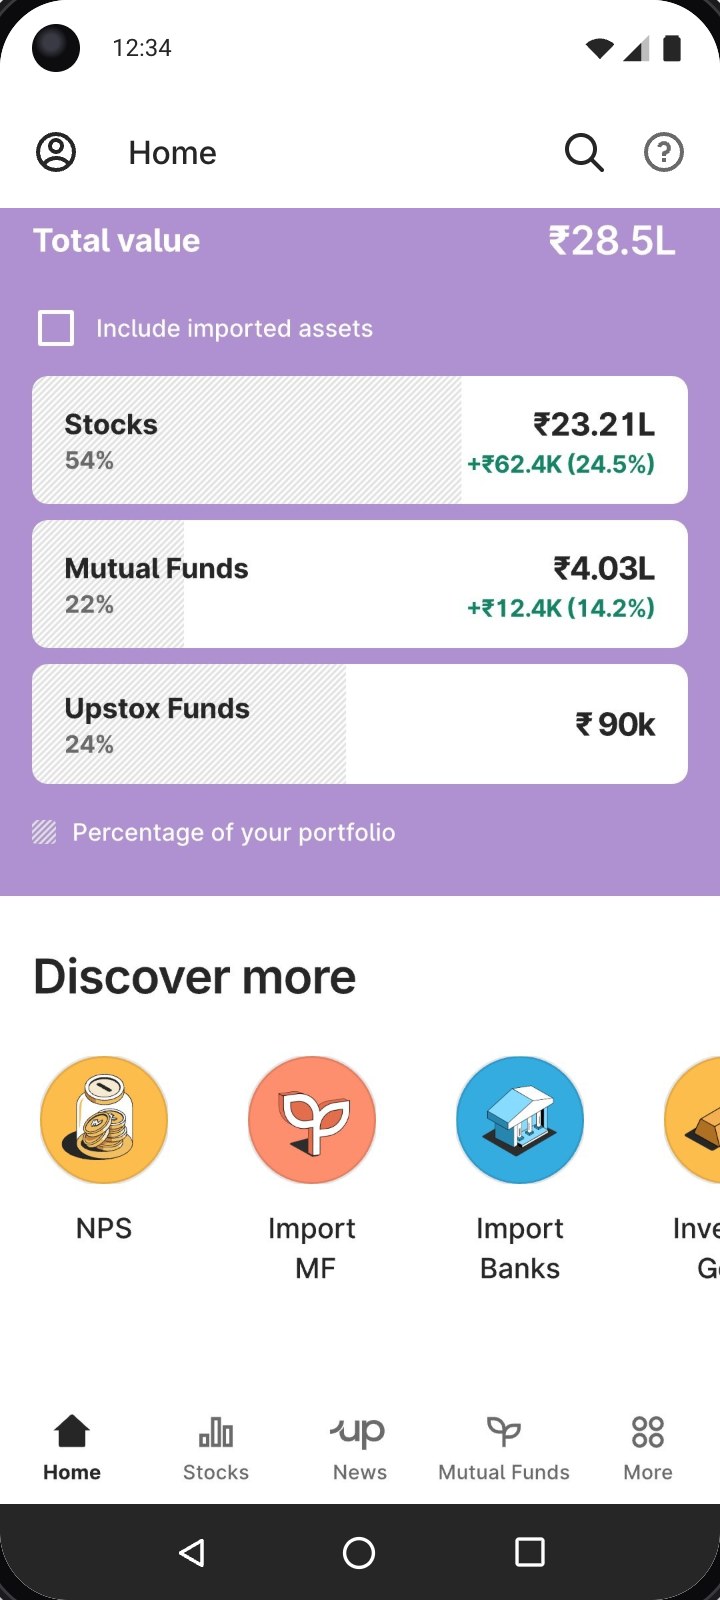 12:34
Home
Total value
₹28.5L
Include imported assets
Stocks
₹23.21L
54%
+₹62.4K (24.5%)
Mutual Funds
₹4.03L
22%
+₹12.4K (14.2%)
Upstox Funds
₹ 90k
24%
Percentage of your portfolio
Discover more
NPS
Import
MF
Import
Banks
Home
Stocks
up
News
Mutual Funds
More